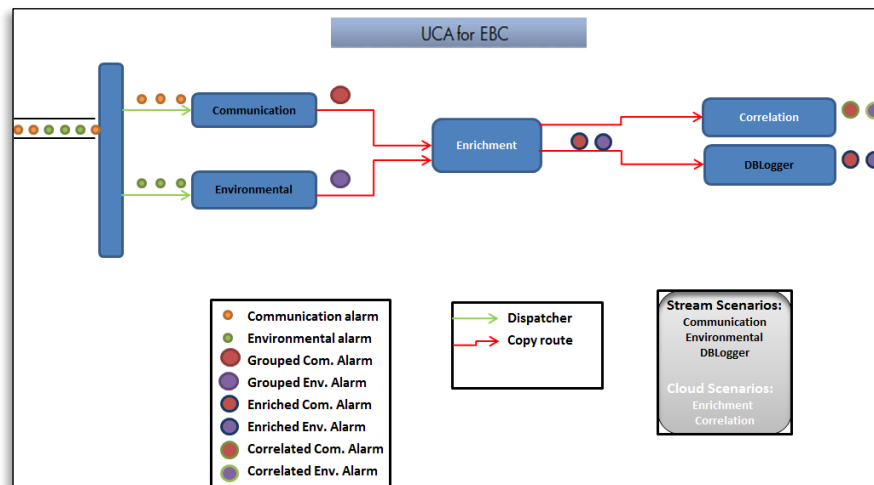 UCA for EBC
Communication
Correlation
Enrichment
DBLogger
Environmental
Communication alarm
Environmental alarm
Grouped Com. Alarm
Grouped Env. Alarm
Enriched Com. Alarm
Enriched Env. Alarm
Correlated Com. Alarm
Correlated Env. Alarm
Dispatcher
Copy route
Stream Scenarios:
Communication
Environmental
DBLogger
Cloud Scenarios:
Enrichment
Correlation